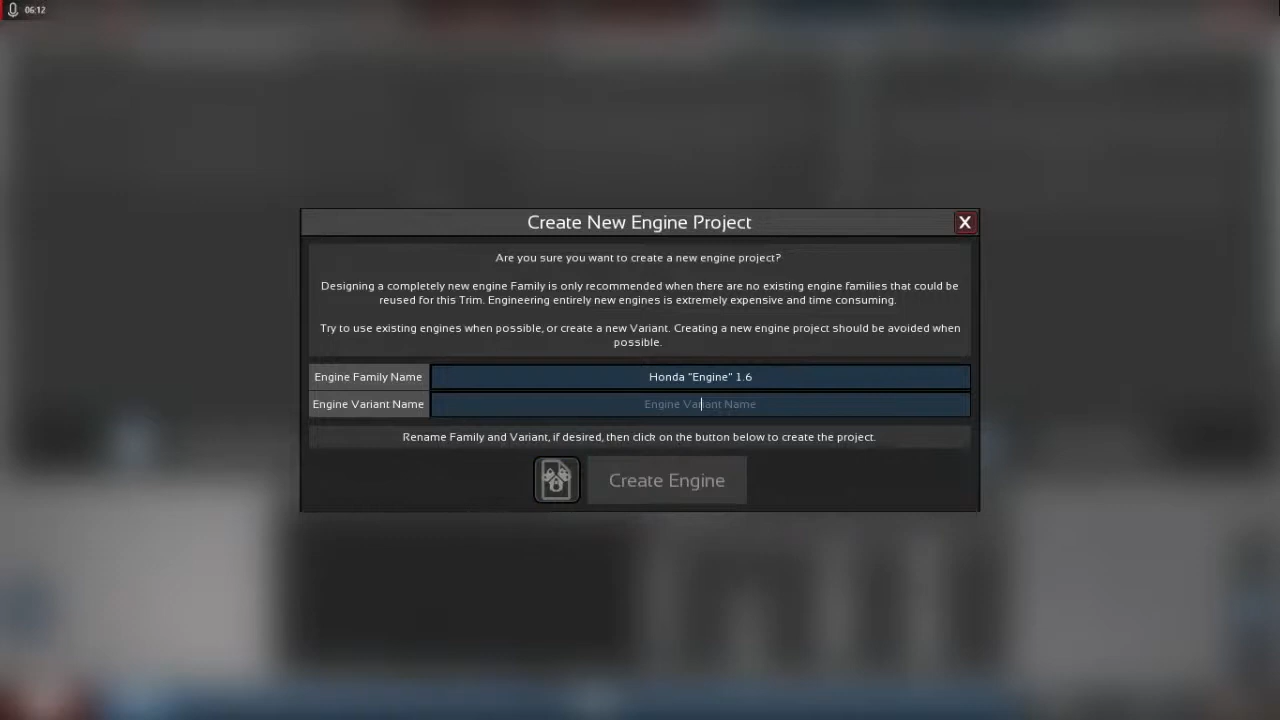 06:12
Create New Engine Project
X
Are you sure you want to create a new engine project?
Designing a completely new engine Family is only recommended when there are no existing engine families that could be
reused for this Trim. Engineering entirely new engines is extremely expensive and time consuming.
Try to use existing engines when possible, or create a new Variant. Creating a new engine project should be avoided when
possible.
Engine Family Name
Honda "Engine" 1.6
Engine Variant Name
Engine Variant Name
Rename Family and Variant, if desired, then click on the button below to create the project.
Create Engine